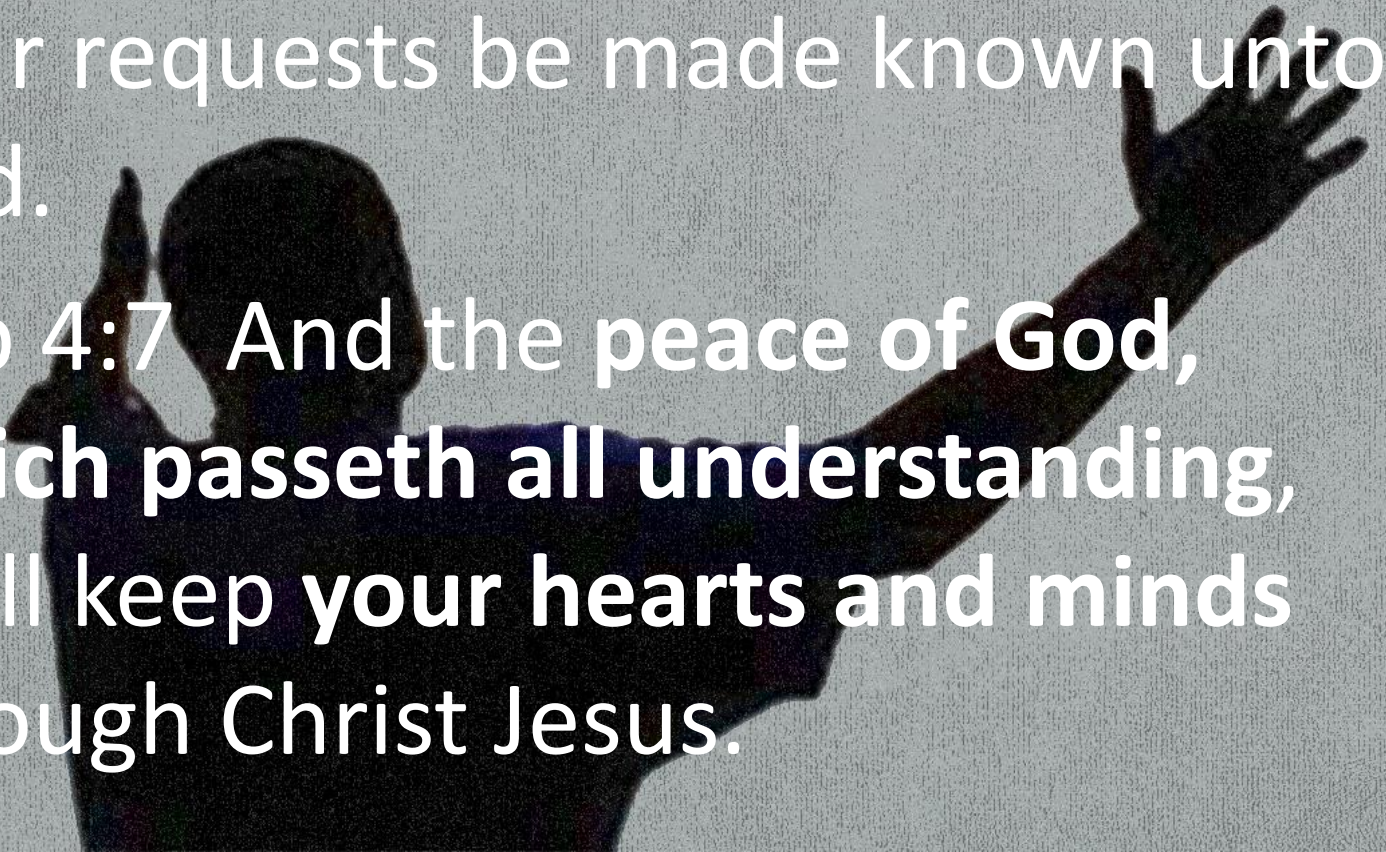 r requests be made known unto
d.
4:7 And the peace of God,
ich passeth all understanding,
ll keep your hearts and minds
ough Christ Jesus.